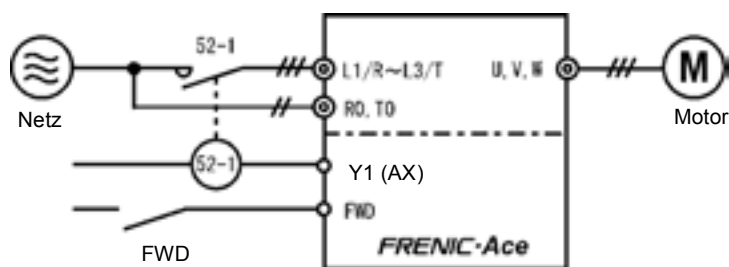 52-1
L1/R~L3/T
U, V, W
M
Netz
R0, T0
Motor
52-1
Y1 (AX)
FWD
FWD
FRENIC-Ace